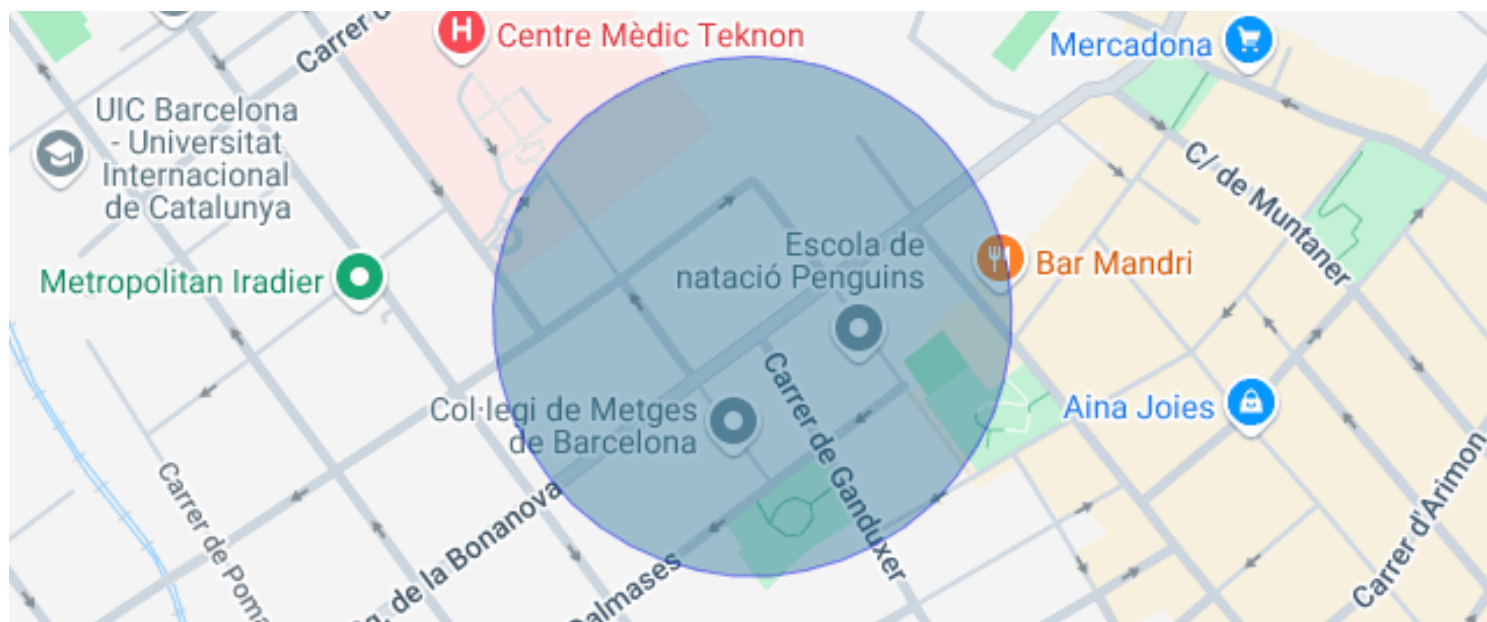 Carrer d
H
Centre Mèdic Teknon
Mercadona
UIC Barcelona
- Universitat
Internacional
de Catalunya
C/ de Muntaner
Metropolitan Iradier
Escola de
natació Penguins
Bar Mandri
Col·legi de Metges
de Barcelona
Carrer de Ganduxer
Aina Joies
Carrer de Poma
g. de la Bonanova
Dalmases
Carrer d'Arimon